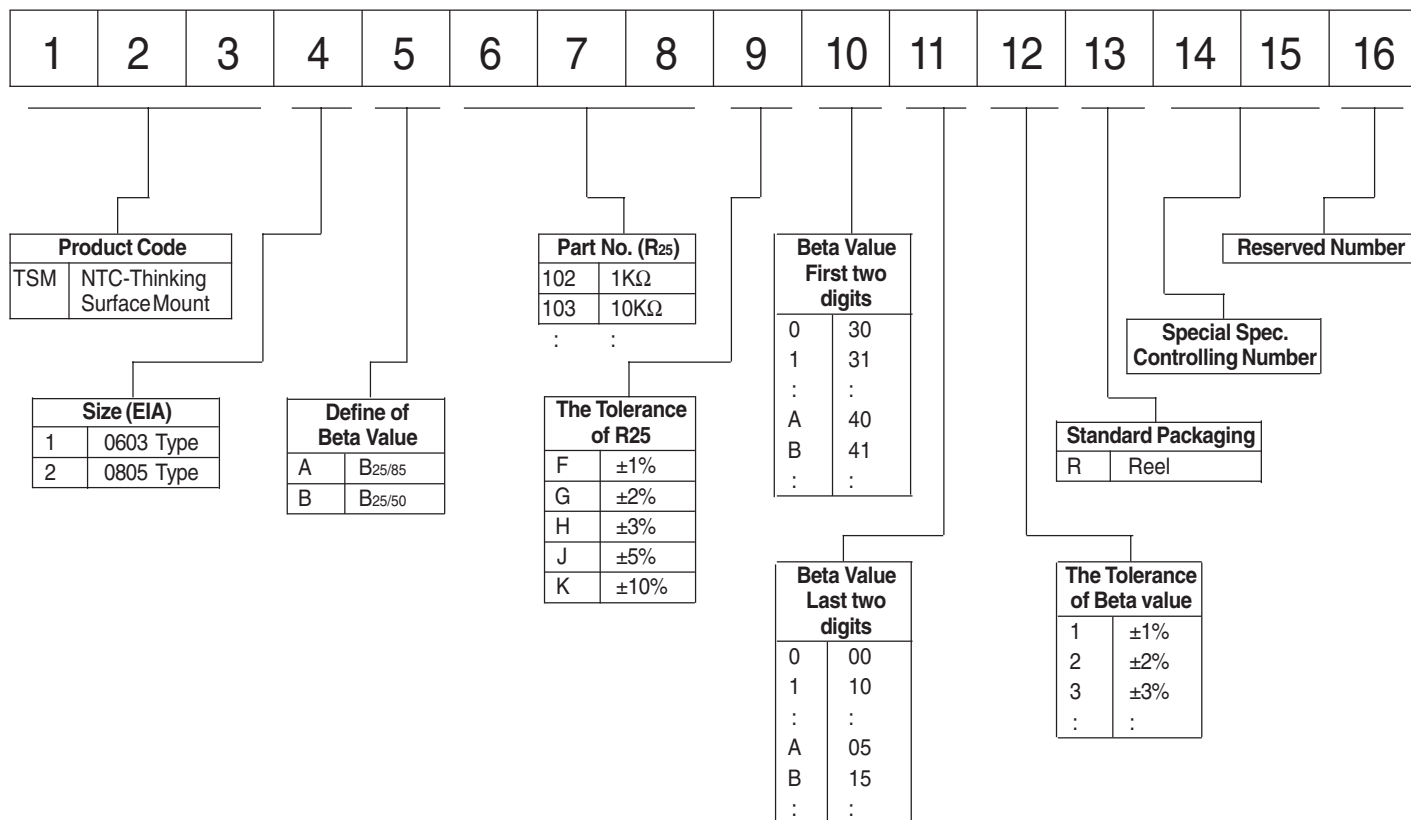 1 2 3 4 5 6 7 8 9 10 11 12 13 14 15 16
Product Code
TSM NTC-Thinking
Surface Mount
Size (EIA)
1 0603 Type
2 0805 Type
Define of
Beta Value
A B25/85
B B25/50
Part No. (R25)
102 1KΩ
103 10KΩ
: :
The Tolerance
of R25
F ±1%
G ±2%
H ±3%
J ±5%
K ±10%
Beta Value
First two
digits
0 30
1 31
: :
A 40
B 41
: :
Beta Value
Last two
digits
0 00
1 10
: :
A 05
B 15
: :
The Tolerance
of Beta value
1 ±1%
2 ±2%
3 ±3%
: :
Standard Packaging
R Reel
Special Spec.
Controlling Number
Reserved Number